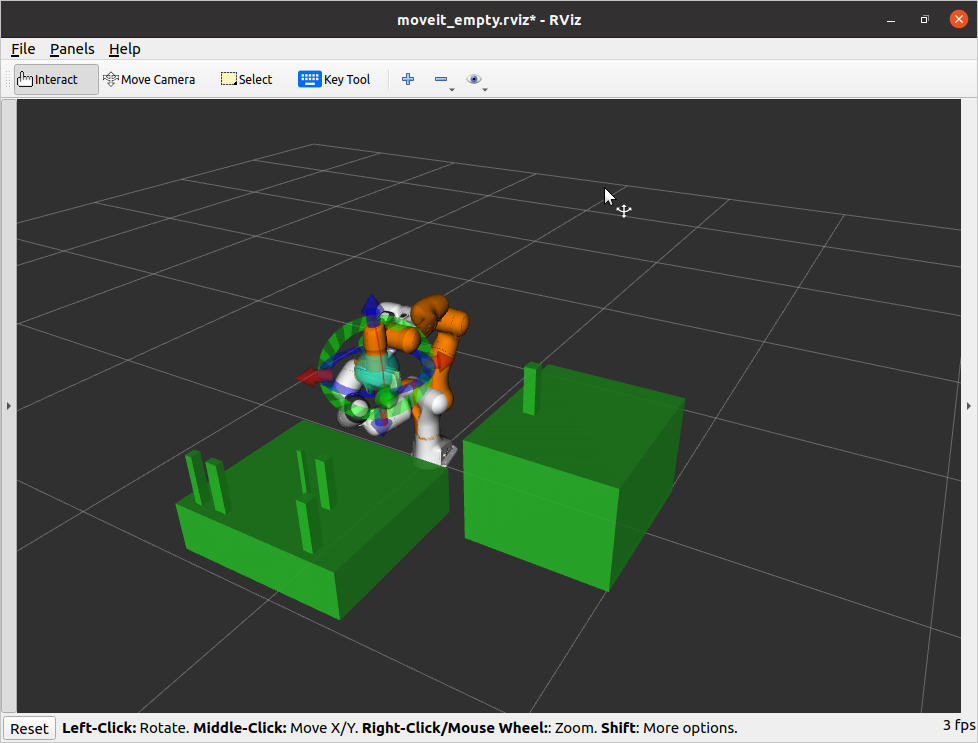 moveit_empty.rviz* - RViz
File Panels Help
Interact Move Camera Select Key Tool
Reset Left-Click: Rotate. Middle-Click: Move X/Y. Right-Click/Mouse Wheel:: Zoom. Shift: More options. 3 fps